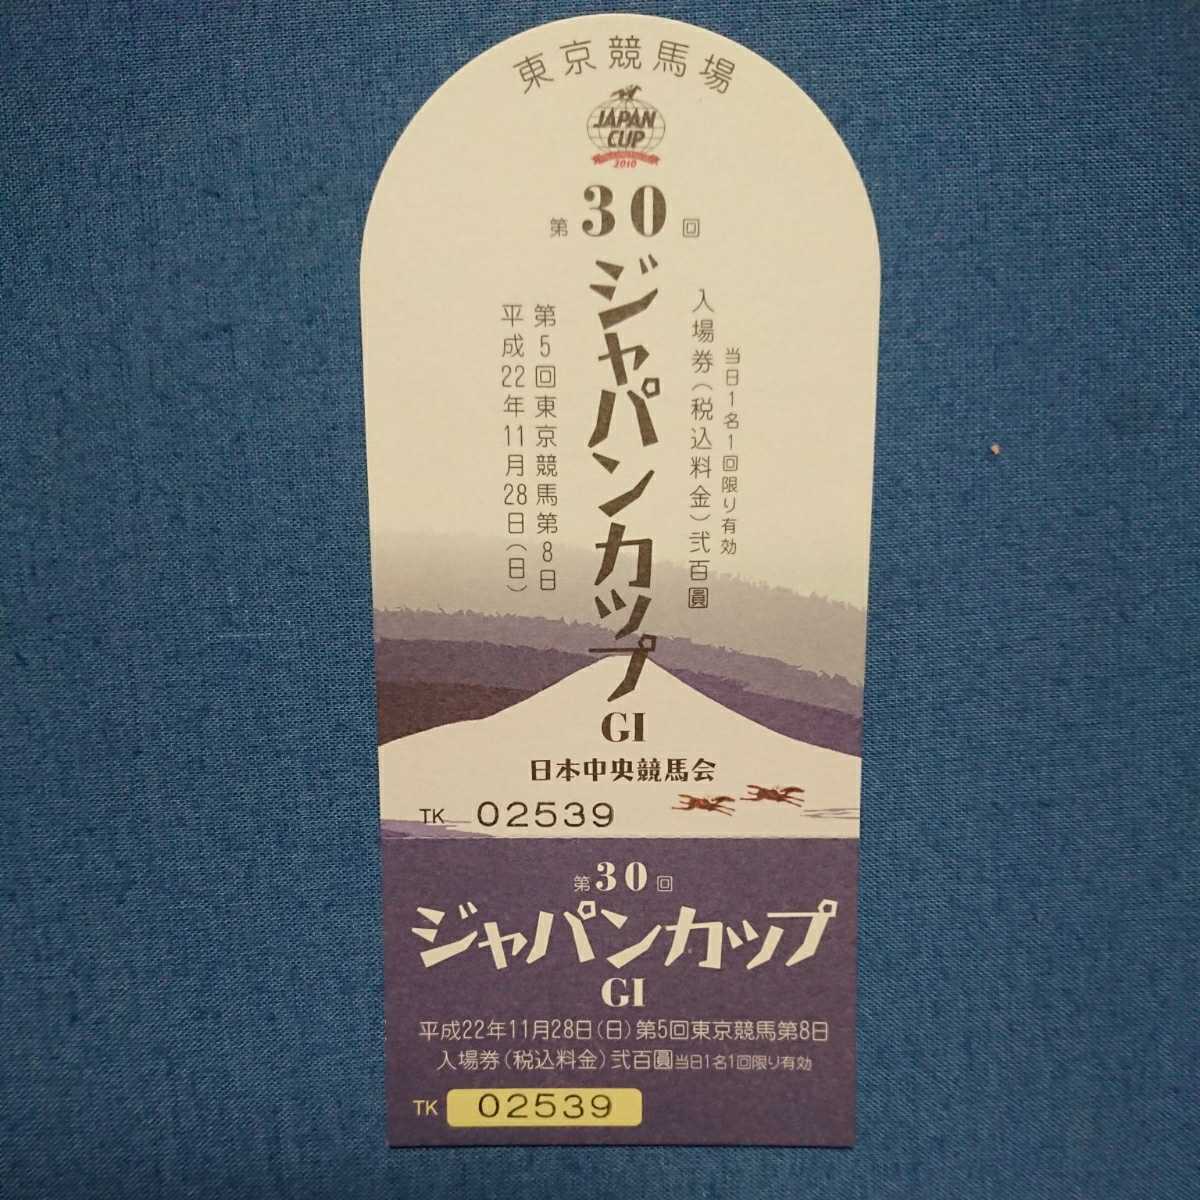 東京競馬場
JAPAN
CUP
2010
第30回
ジャパンカップ
GI
当日1名1回限り有効
入場券(税込料金)弐百圓
第5回東京競馬第8日
平成22年11月28日(日)
日本中央競馬会
TK 02539
第30回
ジャパンカップ
GI
平成22年11月28日(日)第5回東京競馬第8日
入場券(税込料金)弐百圓当日1名1回限り有効
TK 02539